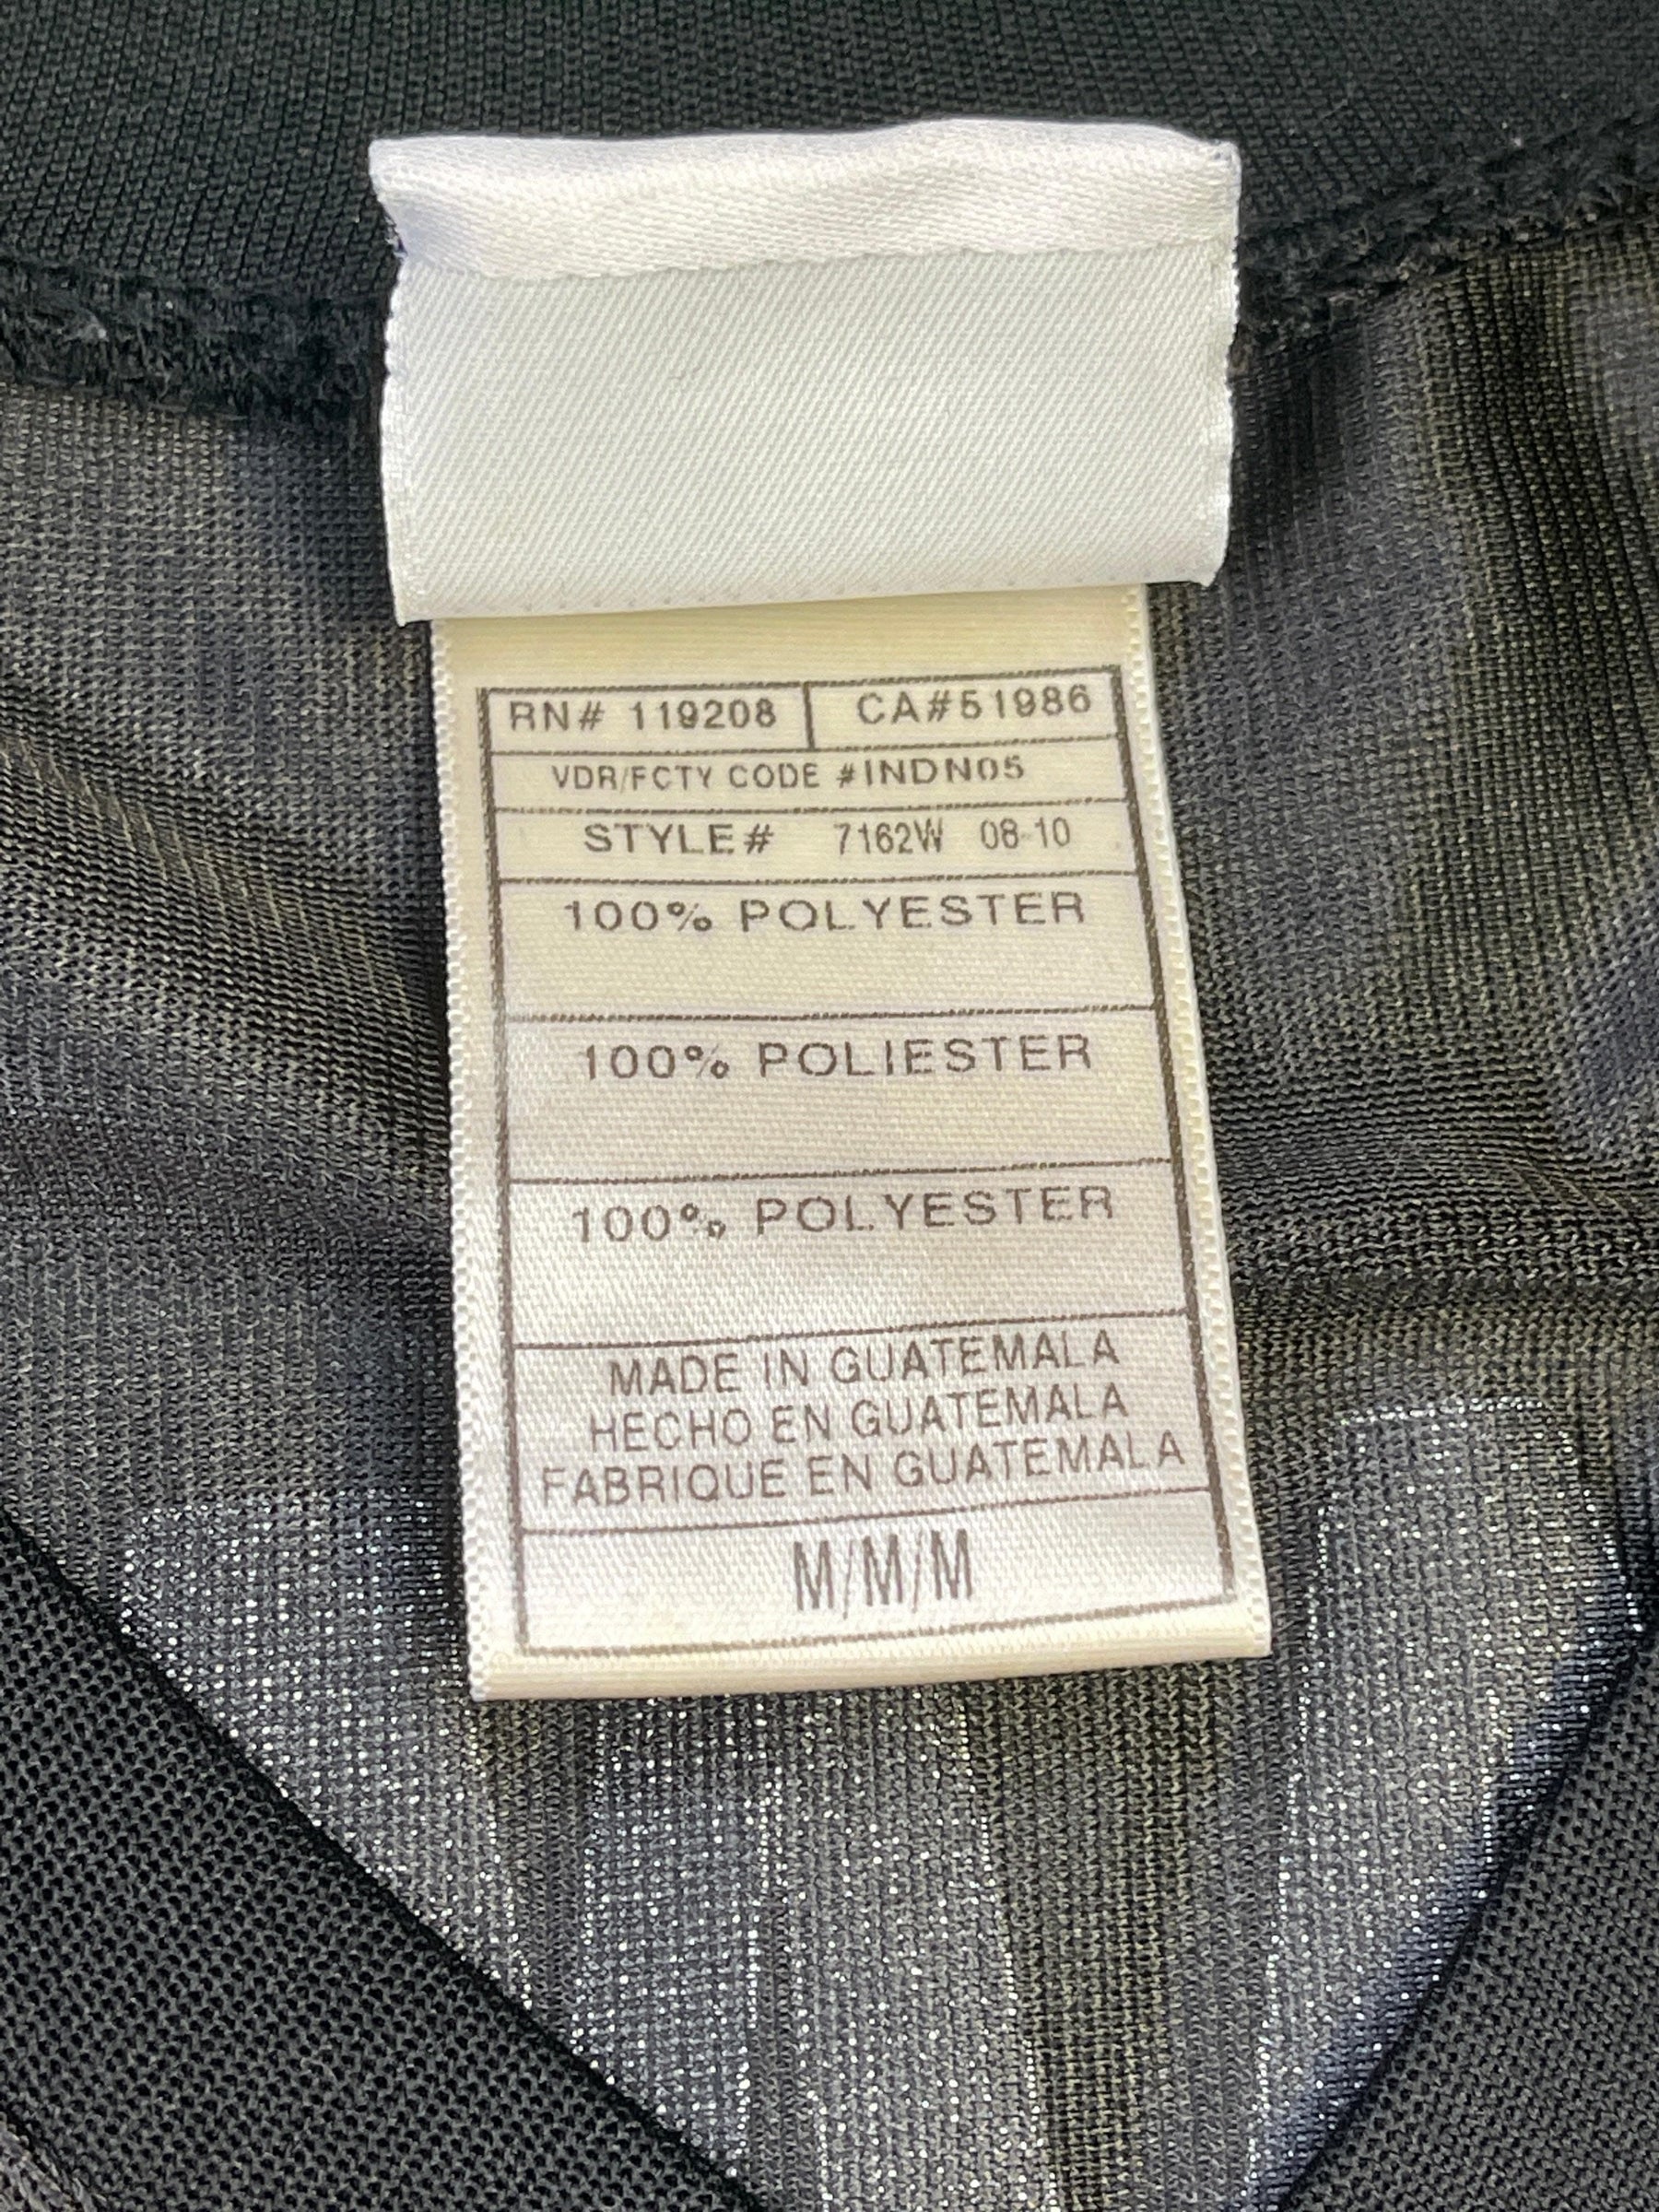 RN# 119208 CA#51986
VDR/FCTY CODE #INDN05
STYLE# 7162W 08-10
100% POLYESTER
100% POLIESTER
100% POLYESTER
MADE IN GUATEMALA
HECHO EN GUATEMALA
FABRIQUE EN GUATEMALA
M/M/M